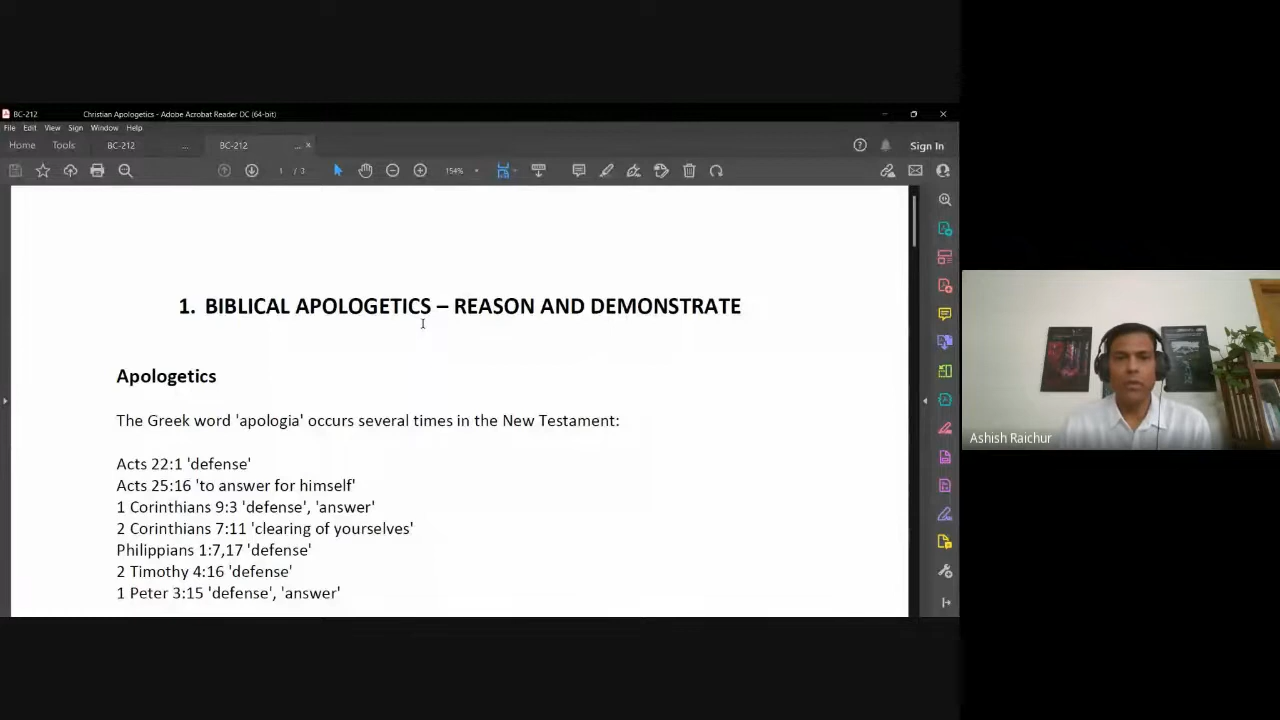 BC-212 Christian Apologetics - Adobe Acrobat Reader DC (64-bit)
File Edit View Sign Window Help
Home Tools BC-212 ... BC-212 ... × Sign In
1 / 3 154%
1. BIBLICAL APOLOGETICS – REASON AND DEMONSTRATE
Apologetics
The Greek word 'apologia' occurs several times in the New Testament:
Acts 22:1 'defense'
Acts 25:16 'to answer for himself'
1 Corinthians 9:3 'defense', 'answer'
2 Corinthians 7:11 'clearing of yourselves'
Philippians 1:7,17 'defense'
2 Timothy 4:16 'defense'
1 Peter 3:15 'defense', 'answer'
Ashish Raichur